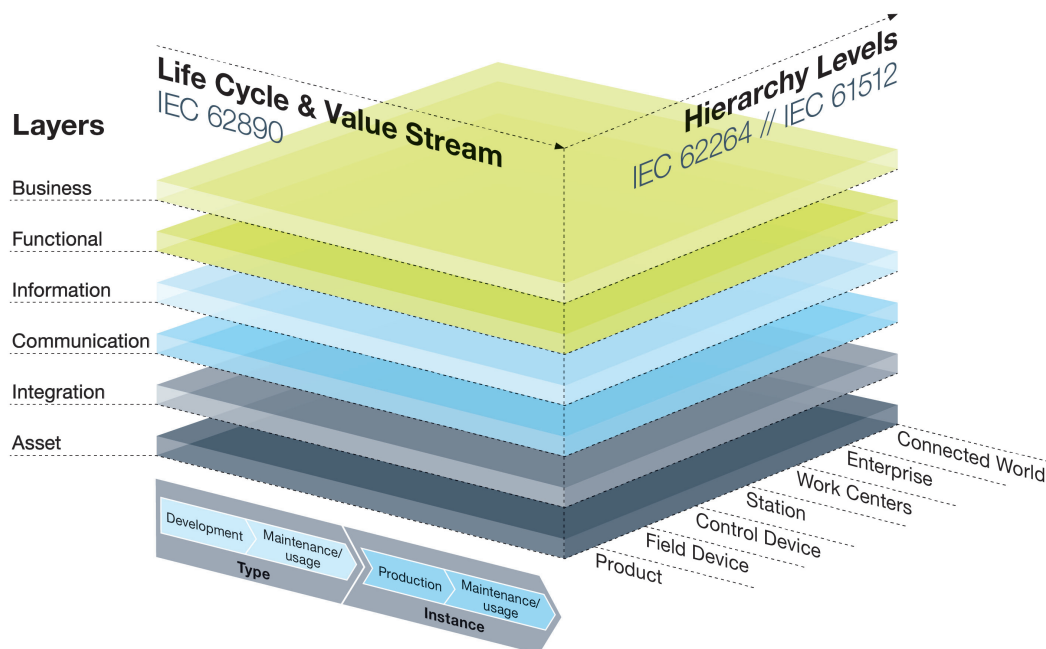 Life Cycle & Value Stream
IEC 62890
Hierarchy Levels
IEC 62264 // IEC 61512
Layers
Business
Functional
Information
Communication
Integration
Asset
Connected World
Enterprise
Work Centers
Station
Control Device
Field Device
Product
Development
Maintenance/
usage
Type
Production
Maintenance/
usage
Instance